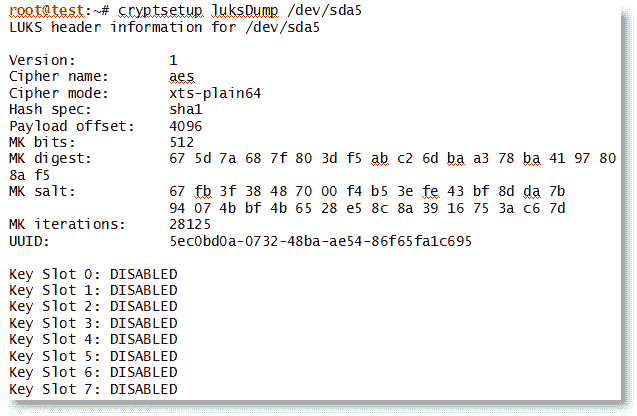 root@test:~# cryptsetup luksDump /dev/sda5
LUKS header information for /dev/sda5
Version: 1
Cipher name: aes
Cipher mode: xts-plain64
Hash spec: sha1
Payload offset: 4096
MK bits: 512
MK digest: 67 5d 7a 68 7f 80 3d f5 ab c2 6d ba a3 78 ba 41 97 80
8a f5
MK salt: 67 fb 3f 38 48 70 00 f4 b5 3e fe 43 bf 8d da 7b
94 07 4b bf 4b 65 28 e5 8c 8a 39 16 75 3a c6 7d
MK iterations: 28125
UUID: 5ec0bd0a-0732-48ba-ae54-86f65fa1c695
Key Slot 0: DISABLED
Key Slot 1: DISABLED
Key Slot 2: DISABLED
Key Slot 3: DISABLED
Key Slot 4: DISABLED
Key Slot 5: DISABLED
Key Slot 6: DISABLED
Key Slot 7: DISABLED